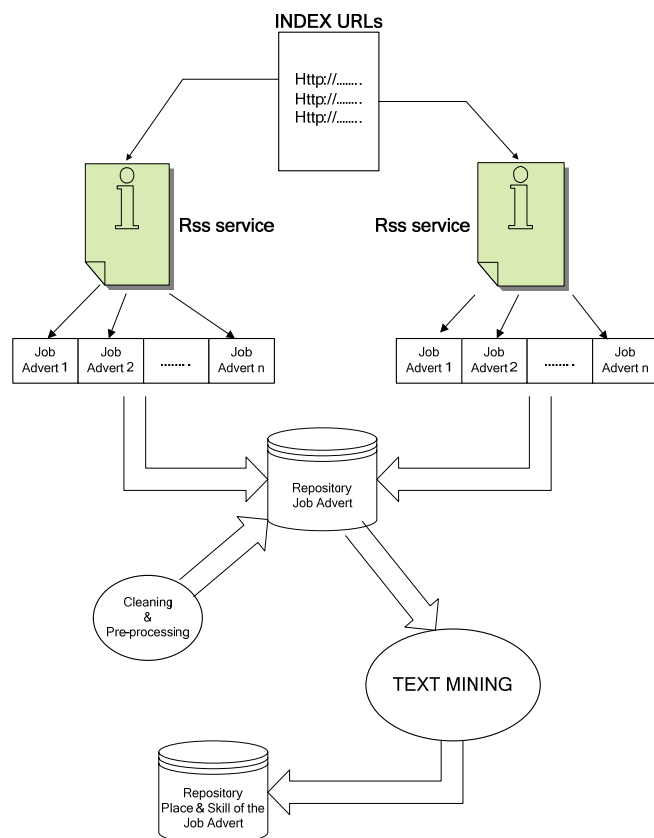 INDEX URLs
Http://........
Http://........
Http://........
Rss service
Rss service
Job
Advert 1
Job
Advert 2
........
Job
Advert n
Job
Advert 1
Job
Advert 2
........
Job
Advert n
Repository
Job Advert
Cleaning
&
Pre-processing
TEXT MINING
Repository
Place & Skill of the
Job Advert